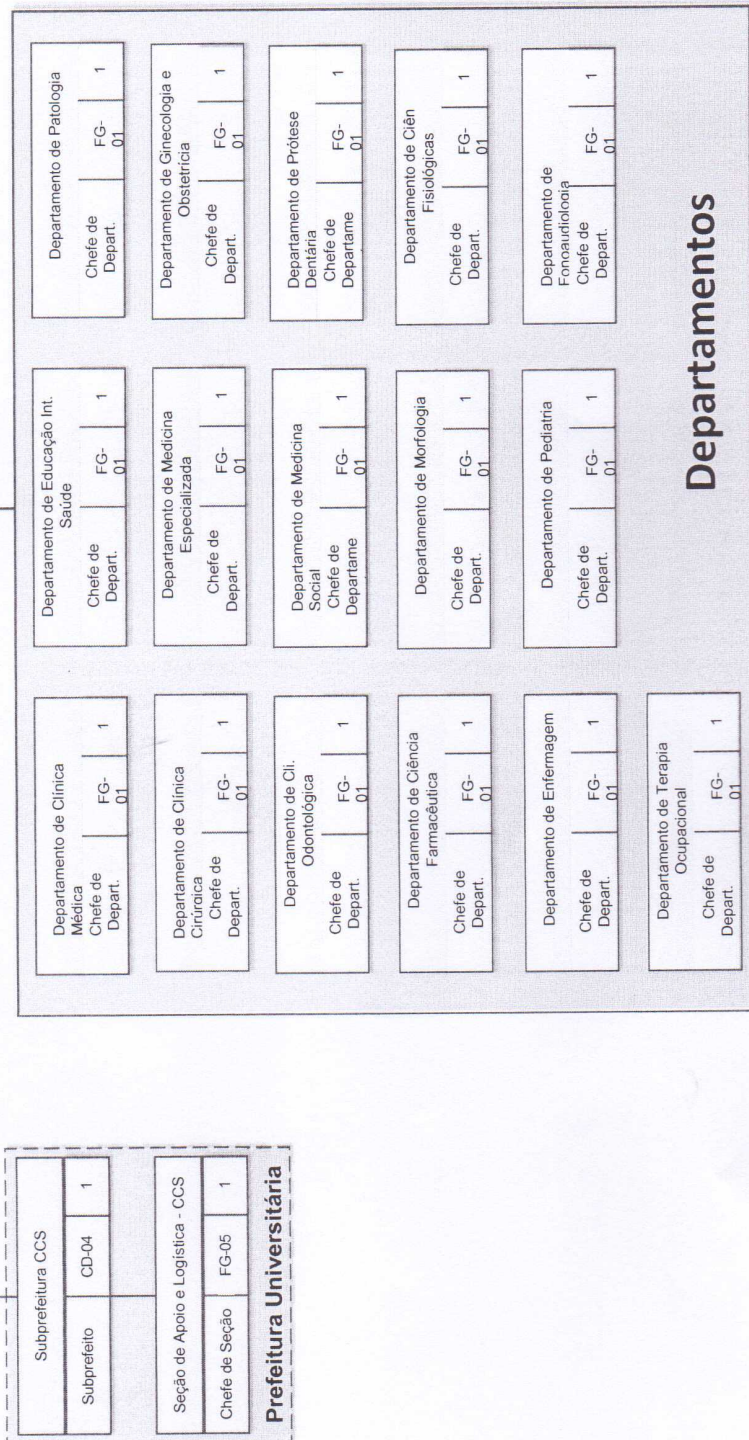 Subprefeitura CCS
Subprefeito CD-04 1
Seção de Apoio e Logística - CCS
Chefe de Seção FG-05 1
Prefeitura Universitária
Departamento de Clínica
Médica
Chefe de
Depart.
FG-
01
1
Departamento de Educação Int.
Saúde
Chefe de
Depart.
FG-
01
1
Departamento de Patologia
Chefe de
Depart.
FG-
01
1
Departamento de Clínica
Cirúrgica
Chefe de
Depart.
FG-
01
1
Departamento de Medicina
Especializada
Chefe de
Depart.
FG-
01
1
Departamento de Ginecologia e
Obstetrícia
Chefe de
Depart.
FG-
01
1
Departamento de Cli.
Odontológica
Chefe de
Depart.
FG-
01
1
Departamento de Medicina
Social
Chefe de
Departame
FG-
01
1
Departamento de Prótese
Dentária
Chefe de
Departame
FG-
01
1
Departamento de Ciência
Farmacêutica
Chefe de
Depart.
FG-
01
1
Departamento de Morfologia
Chefe de
Depart.
FG-
01
1
Departamento de Ciên
Fisiológicas
Chefe de
Depart.
FG-
01
1
Departamento de Enfermagem
Chefe de
Depart.
FG-
01
1
Departamento de Pediatria
Chefe de
Depart.
FG-
01
1
Departamento de
Fonoaudiologia
Chefe de
Depart.
FG-
01
1
Departamento de Terapia
Ocupacional
Chefe de
Depart.
FG-
01
1
Departamentos